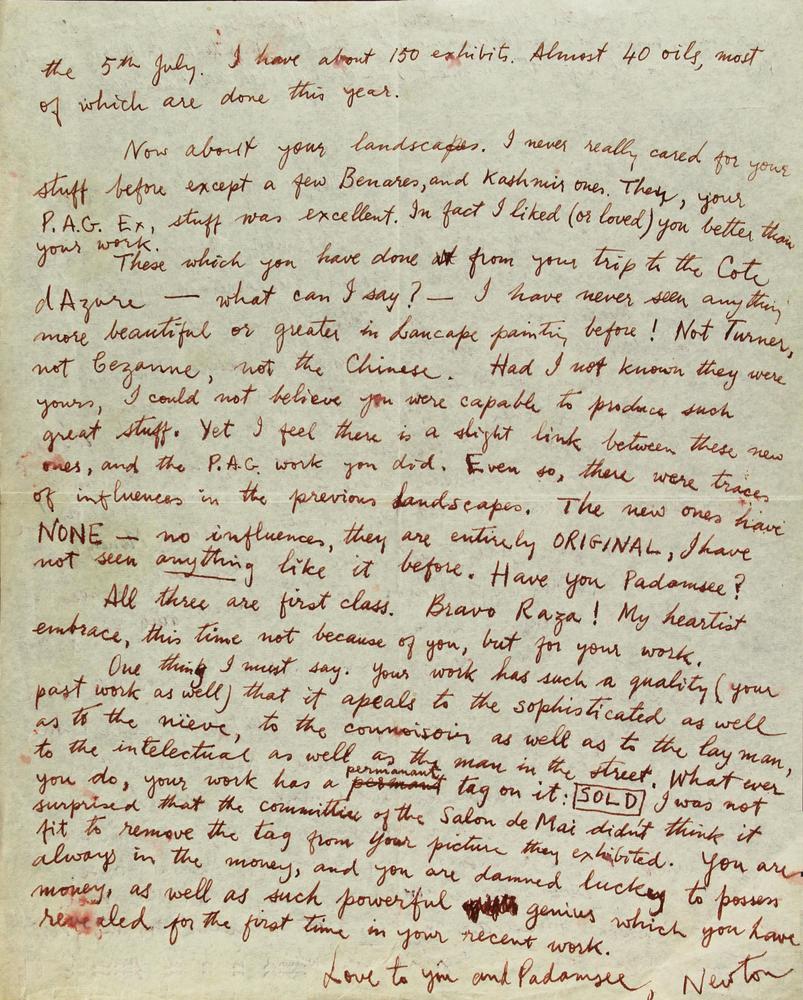 the 5th July. I have about 150 exhibits. Almost 40 oils, most
of which are done this year.
Now about your landscapes. I never really cared for your
stuff before except a few Benares, and Kashmir ones. They, your
P.A.G. Ex, stuff was excellent. In fact I liked (or loved) you better than
your work.
These which you have done from your trip to the Cote
dAzure — what can I say? — I have never seen anything
more beautiful or greater in Lancape painting before! Not Turner,
not Cezanne, not the Chinese. Had I not known they were
yours, I could not believe you were capable to produce such
great stuff. Yet I feel there is a slight link between these new
ones, and the P.A.G. work you did. Even so, there were traces
of influences in the previous landscapes. The new ones have
NONE — no influences, they are entirely ORIGINAL, I have
not seen anything like it before. Have you Padamsee?
All three are first class. Bravo Raza! My heartist
embrace, this time not because of you, but for your work.
One thing I must say. Your work has such a quality (your
past work as well) that it apeals to the sophisticated as well
as to the nieve, to the connoisoir as well as to the lay man,
to the intelectual as well as the man in the street. What ever
you do, your work has a permanant tag on it: SOLD I was not
surprised that the committee of the Salon de Mai didn't think it
fit to remove the tag from your picture they exhibited. You are
always in the money, and you are damned luckey to possess
money, as well as such powerful genius which you have
revealed for the first time in your recent work.
Love to you and Padamsee, Newton